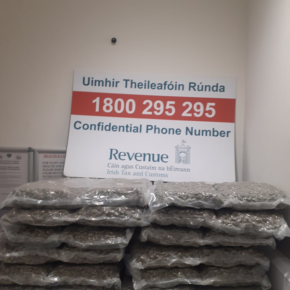 Uimhir Theileafóin Rúnda
1800 295 295
Confidential Phone Number
Revenue
Cáin agus Custaim na hÉireann
Irish Tax and Customs